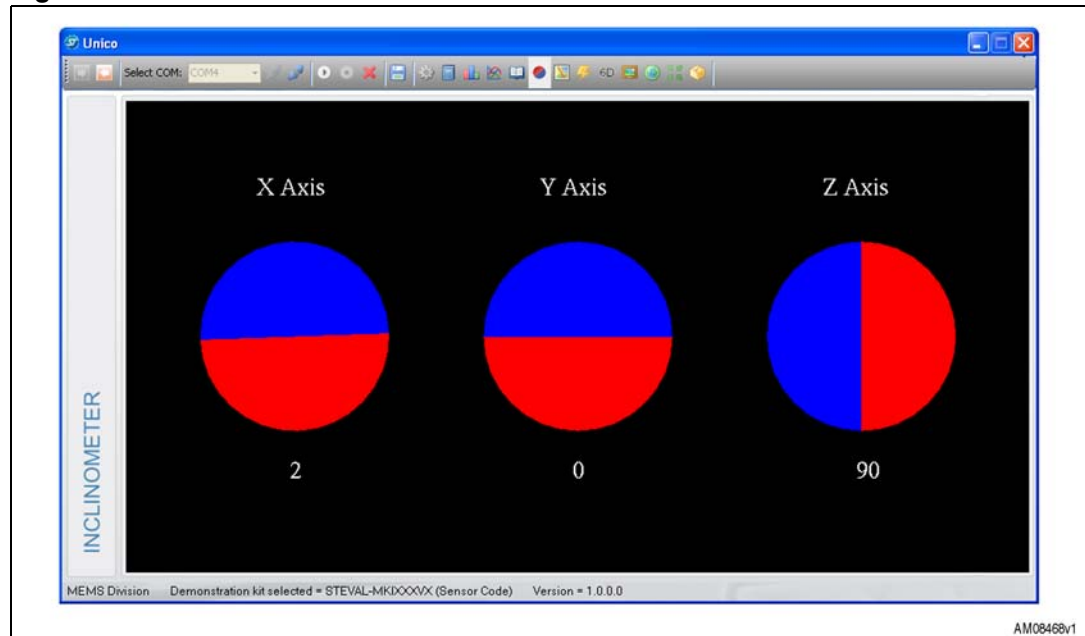 Unico
Select COM: COM4
6D
X Axis Y Axis Z Axis
2 0 90
INCLINOMETER
MEMS Division Demonstration kit selected = STEVAL-MKIXXXVX (Sensor Code) Version = 1.0.0.0
AM08468v1